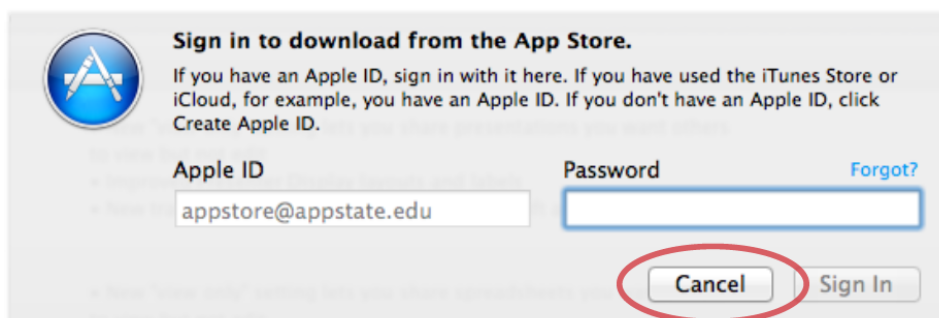 Sign in to download from the App Store.
If you have an Apple ID, sign in with it here. If you have used the iTunes Store or
iCloud, for example, you have an Apple ID. If you don't have an Apple ID, click
Create Apple ID.
Apple ID
Password
Forgot?
appstore@appstate.edu
Cancel
Sign In